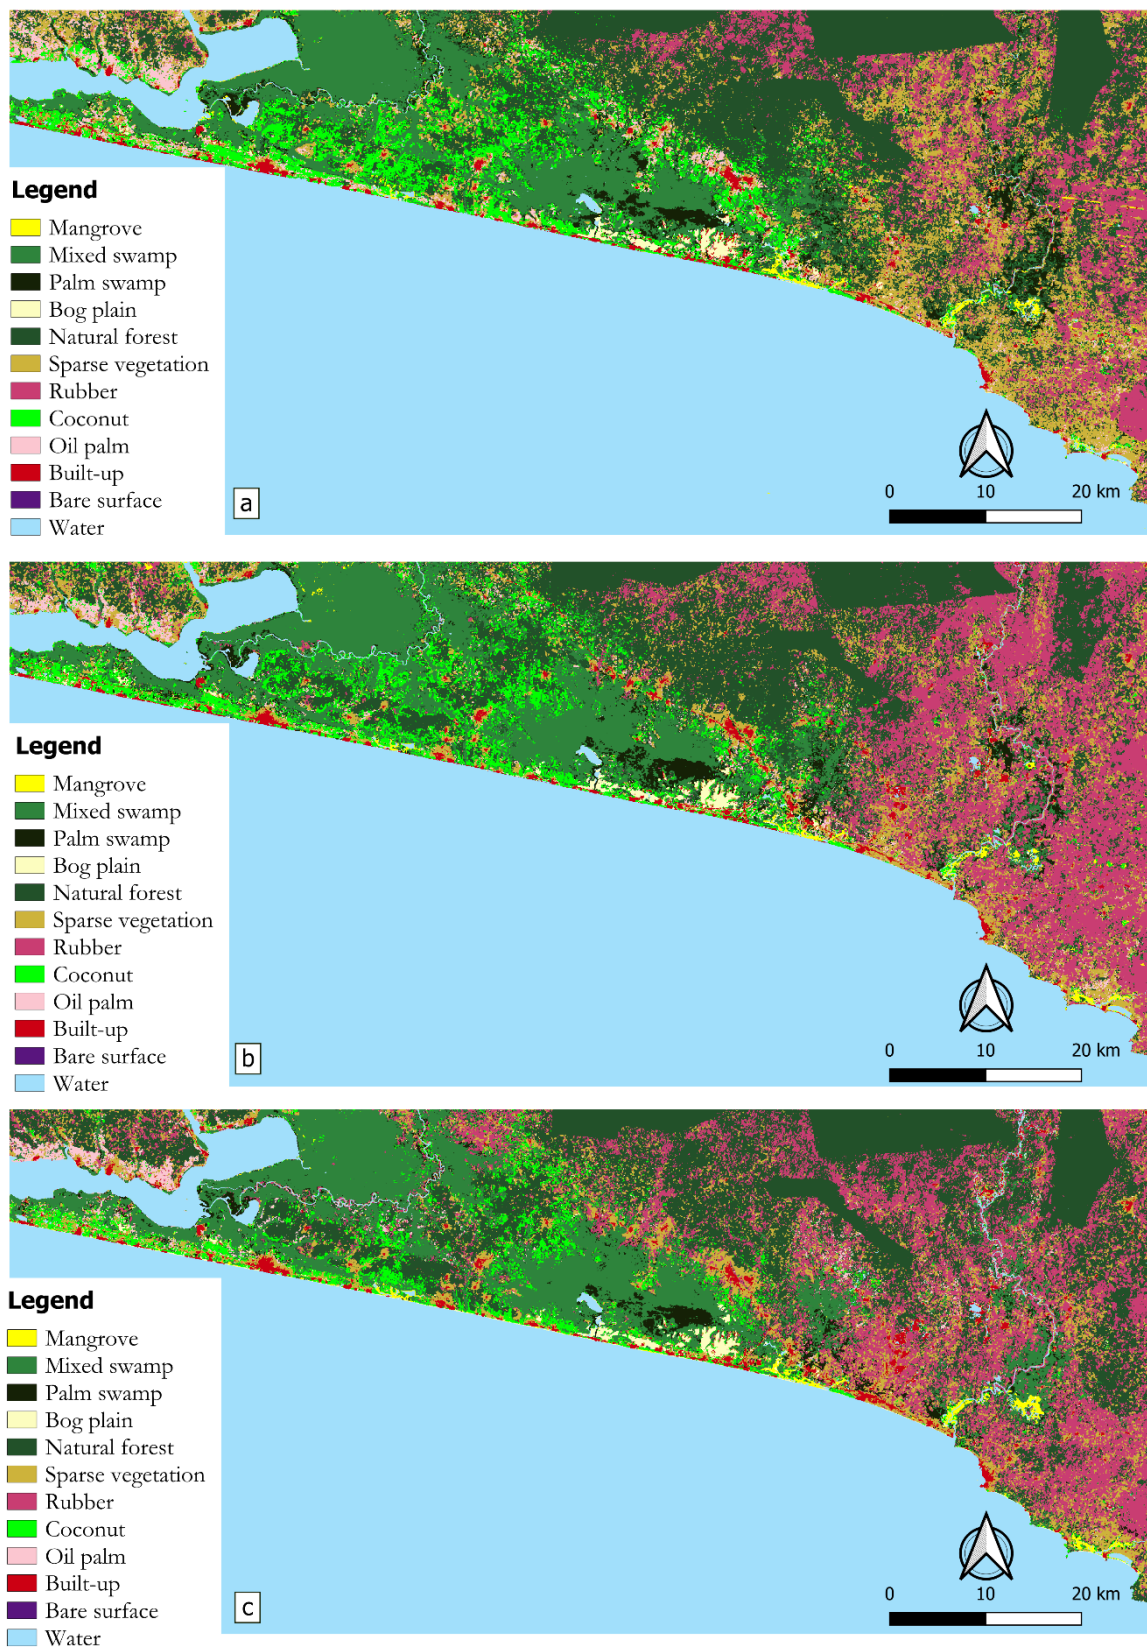 Legend
Mangrove
Mixed swamp
Palm swamp
Bog plain
Natural forest
Sparse vegetation
Rubber
Coconut
Oil palm
Built-up
Bare surface
Water
a
0 10 20 km
Legend
Mangrove
Mixed swamp
Palm swamp
Bog plain
Natural forest
Sparse vegetation
Rubber
Coconut
Oil palm
Built-up
Bare surface
Water
b
0 10 20 km
Legend
Mangrove
Mixed swamp
Palm swamp
Bog plain
Natural forest
Sparse vegetation
Rubber
Coconut
Oil palm
Built-up
Bare surface
Water
c
0 10 20 km